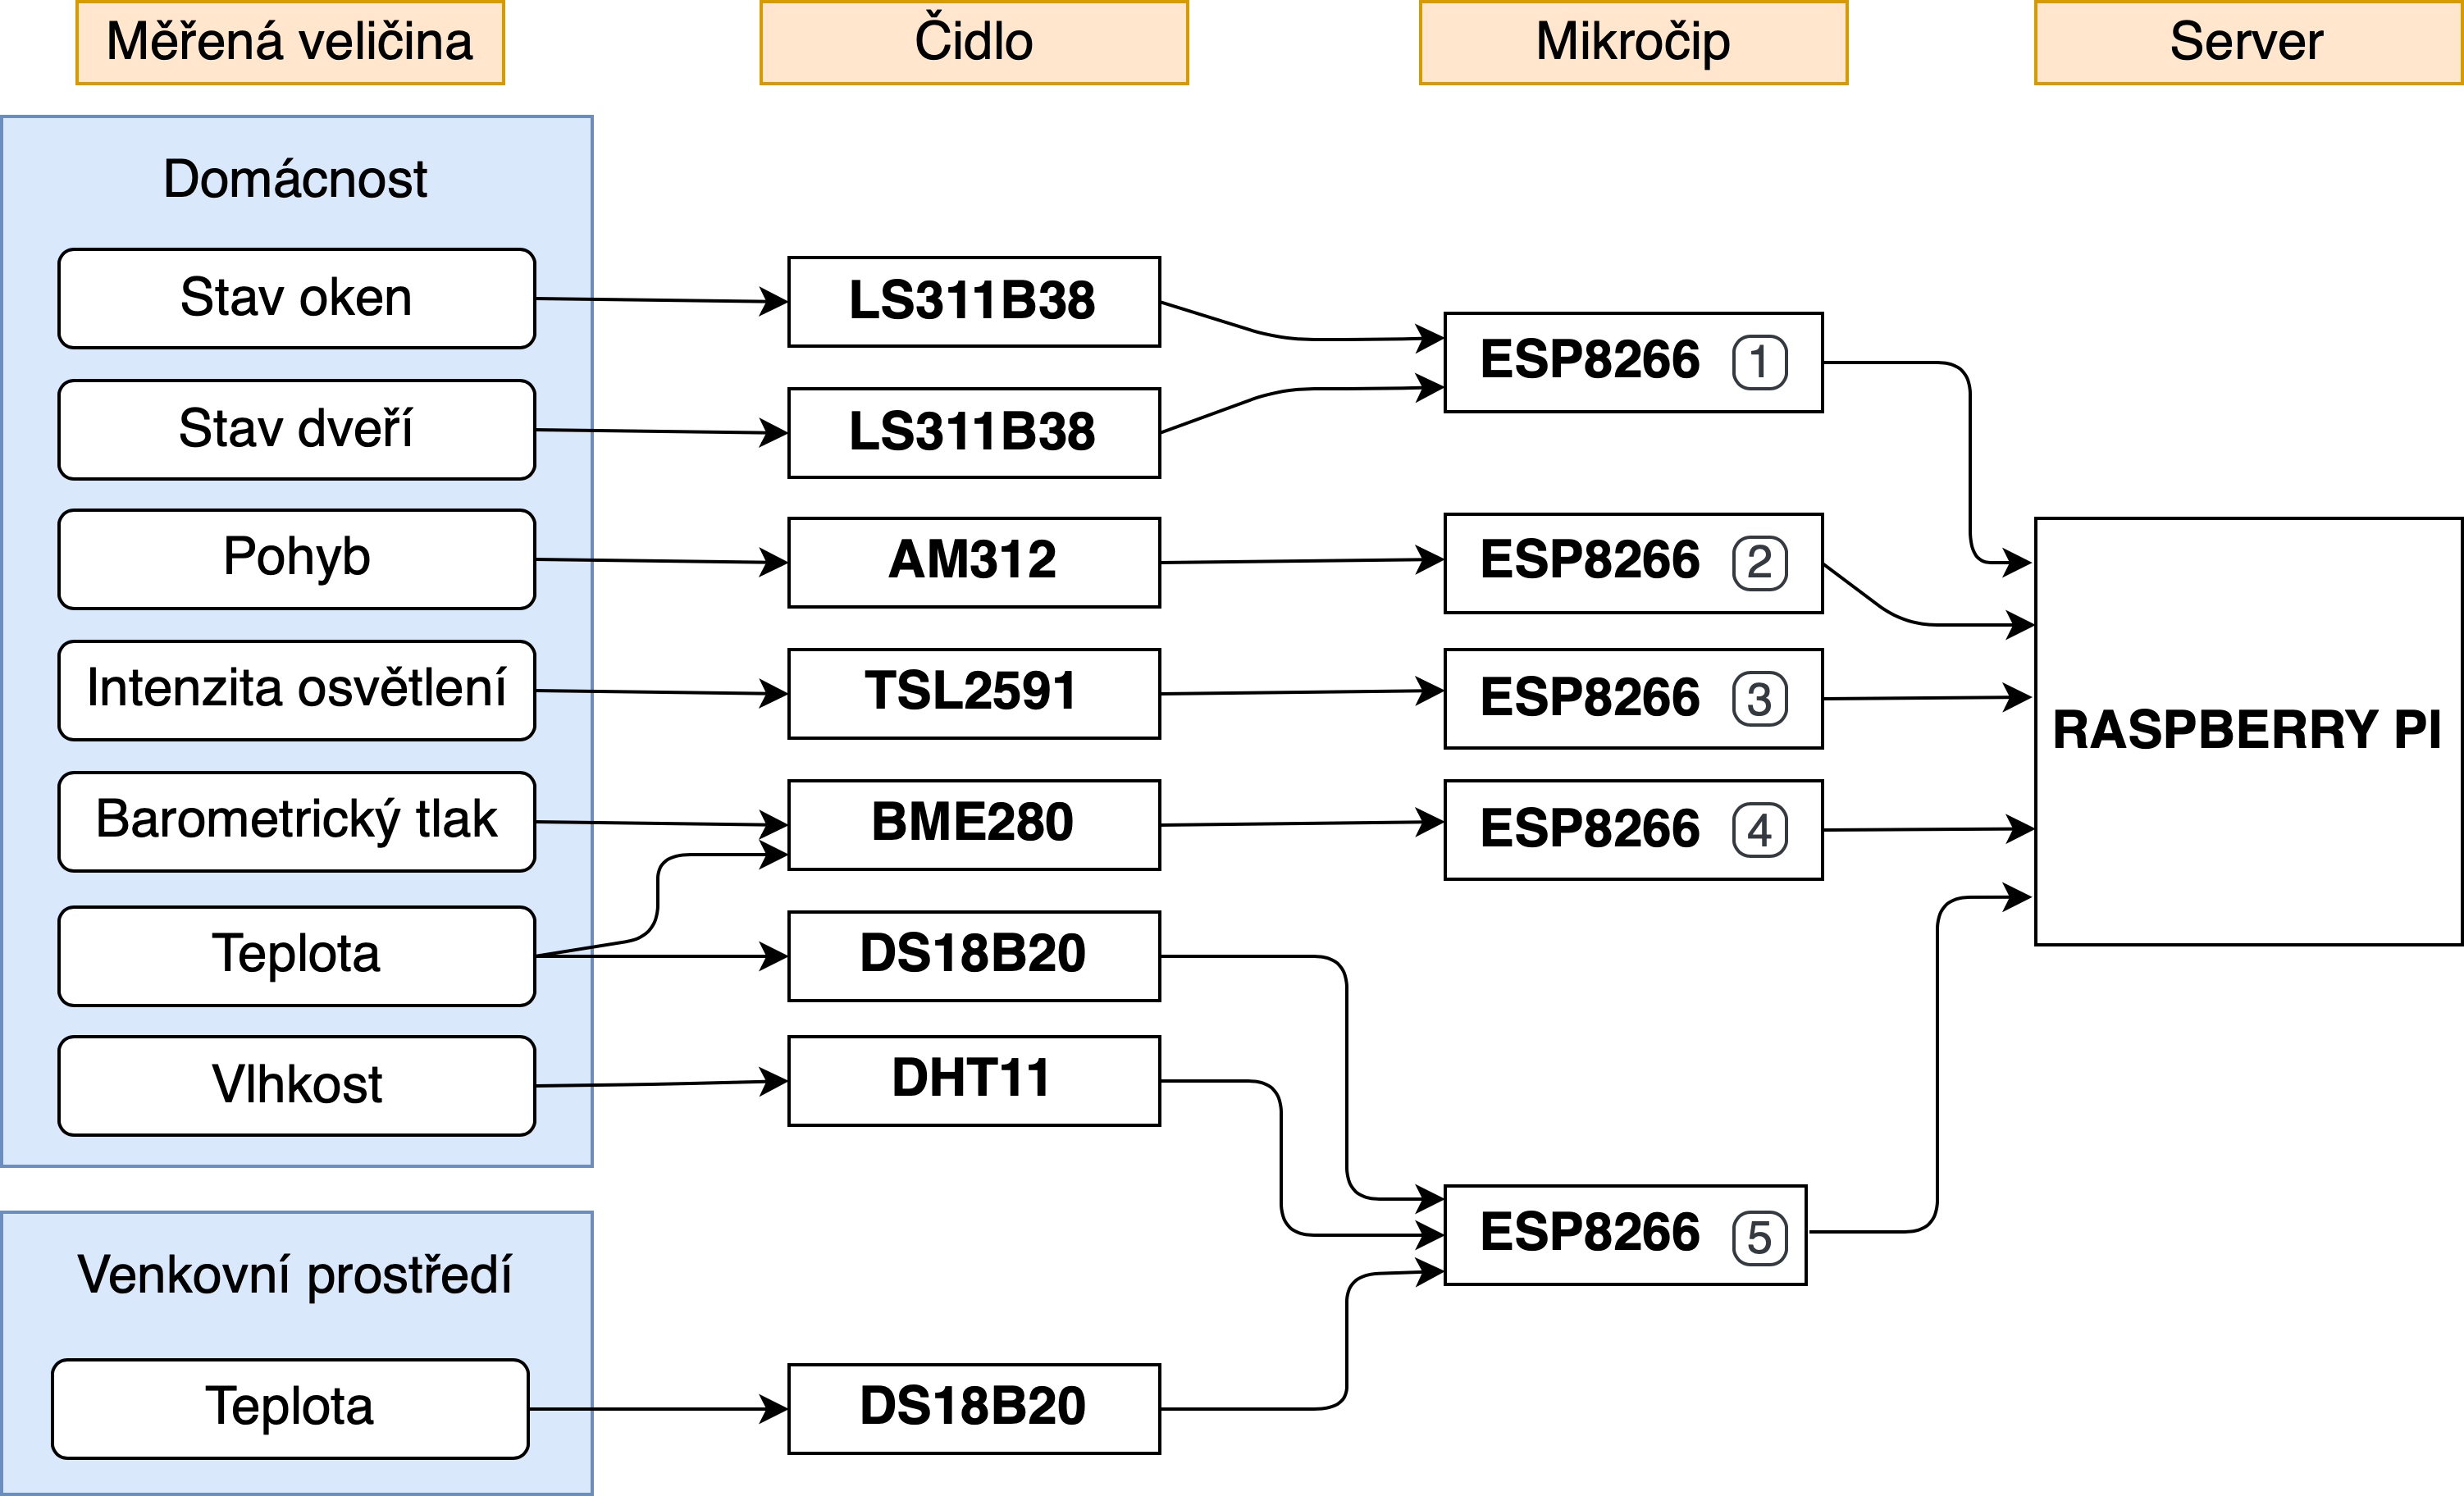 Měřená veličina
Čidlo
Mikročip
Server
Domácnost
Stav oken
LS311B38
ESP8266 1
Stav dveří
LS311B38
Pohyb
AM312
ESP8266 2
Intenzita osvětlení
TSL2591
ESP8266 3
RASPBERRY PI
Barometrický tlak
BME280
ESP8266 4
Teplota
DS18B20
Vlhkost
DHT11
ESP8266 5
Venkovní prostředí
Teplota
DS18B20